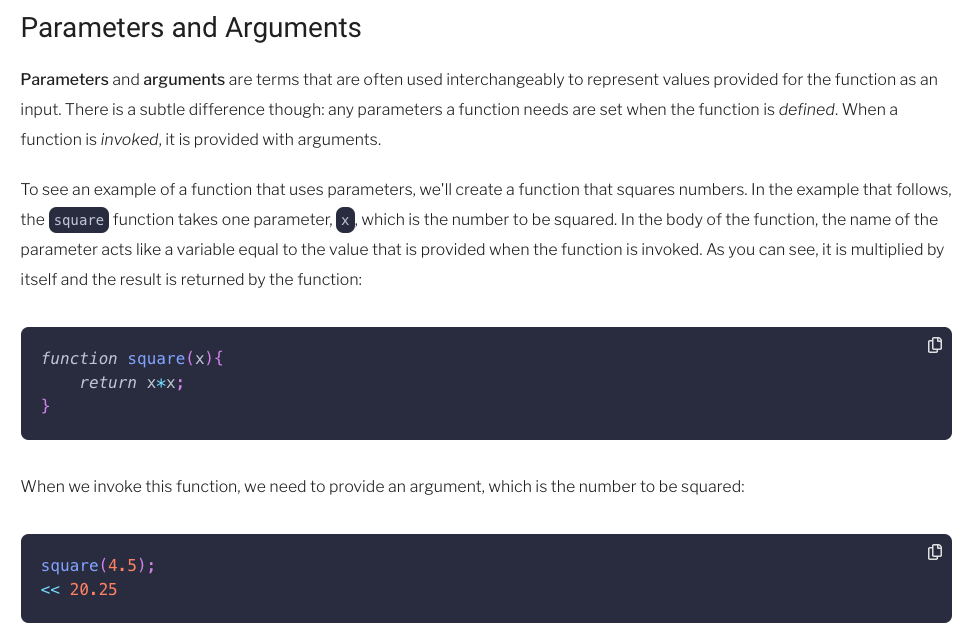 Parameters and Arguments
Parameters and arguments are terms that are often used interchangeably to represent values provided for the function as an
input. There is a subtle difference though: any parameters a function needs are set when the function is defined. When a
function is invoked, it is provided with arguments.
To see an example of a function that uses parameters, we'll create a function that squares numbers. In the example that follows,
the square function takes one parameter, x, which is the number to be squared. In the body of the function, the name of the
parameter acts like a variable equal to the value that is provided when the function is invoked. As you can see, it is multiplied by
itself and the result is returned by the function:
function square(x){
    return x*x;
}
When we invoke this function, we need to provide an argument, which is the number to be squared:
square(4.5);
<< 20.25